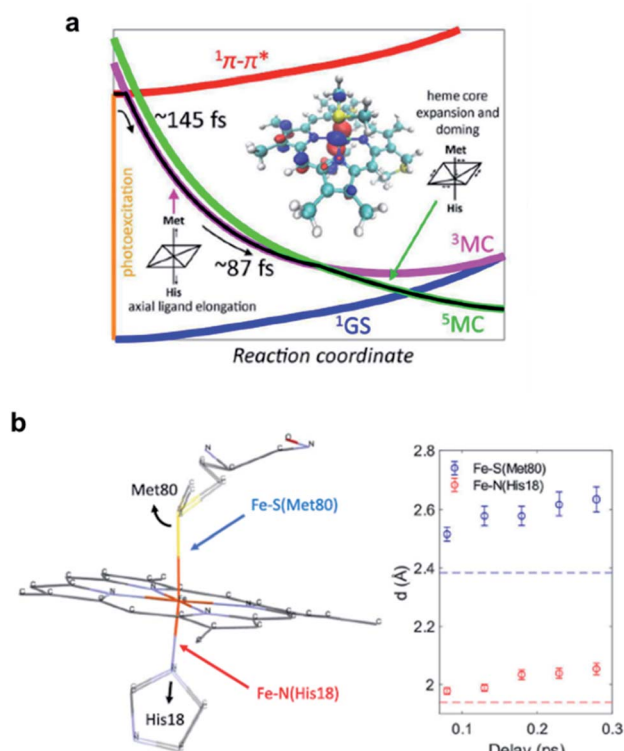 a
¹π-π*
~145 fs
heme core
expansion and
doming
Met
His
photoexcitation
Met
His
axial ligand elongation
~87 fs
³MC
¹GS
⁵MC
Reaction coordinate
b
Met80
Fe-S(Met80)
Fe-N(His18)
His18
2.8
2.6
2.4
2.2
2
d (Å)
Fe-S(Met80)
Fe-N(His18)
0.1
0.2
0.3
Delay (ps)